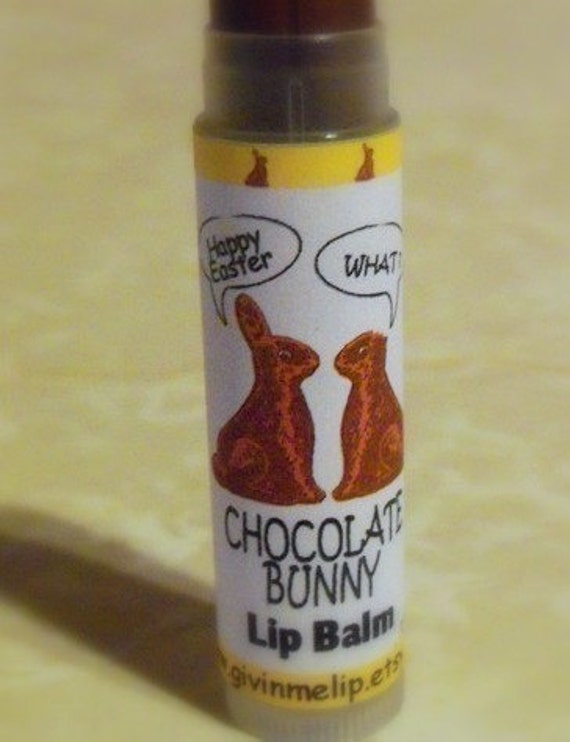 Happy
Easter
WHAT?
CHOCOLATE
BUNNY
Lip Balm
.givinmelip.ets